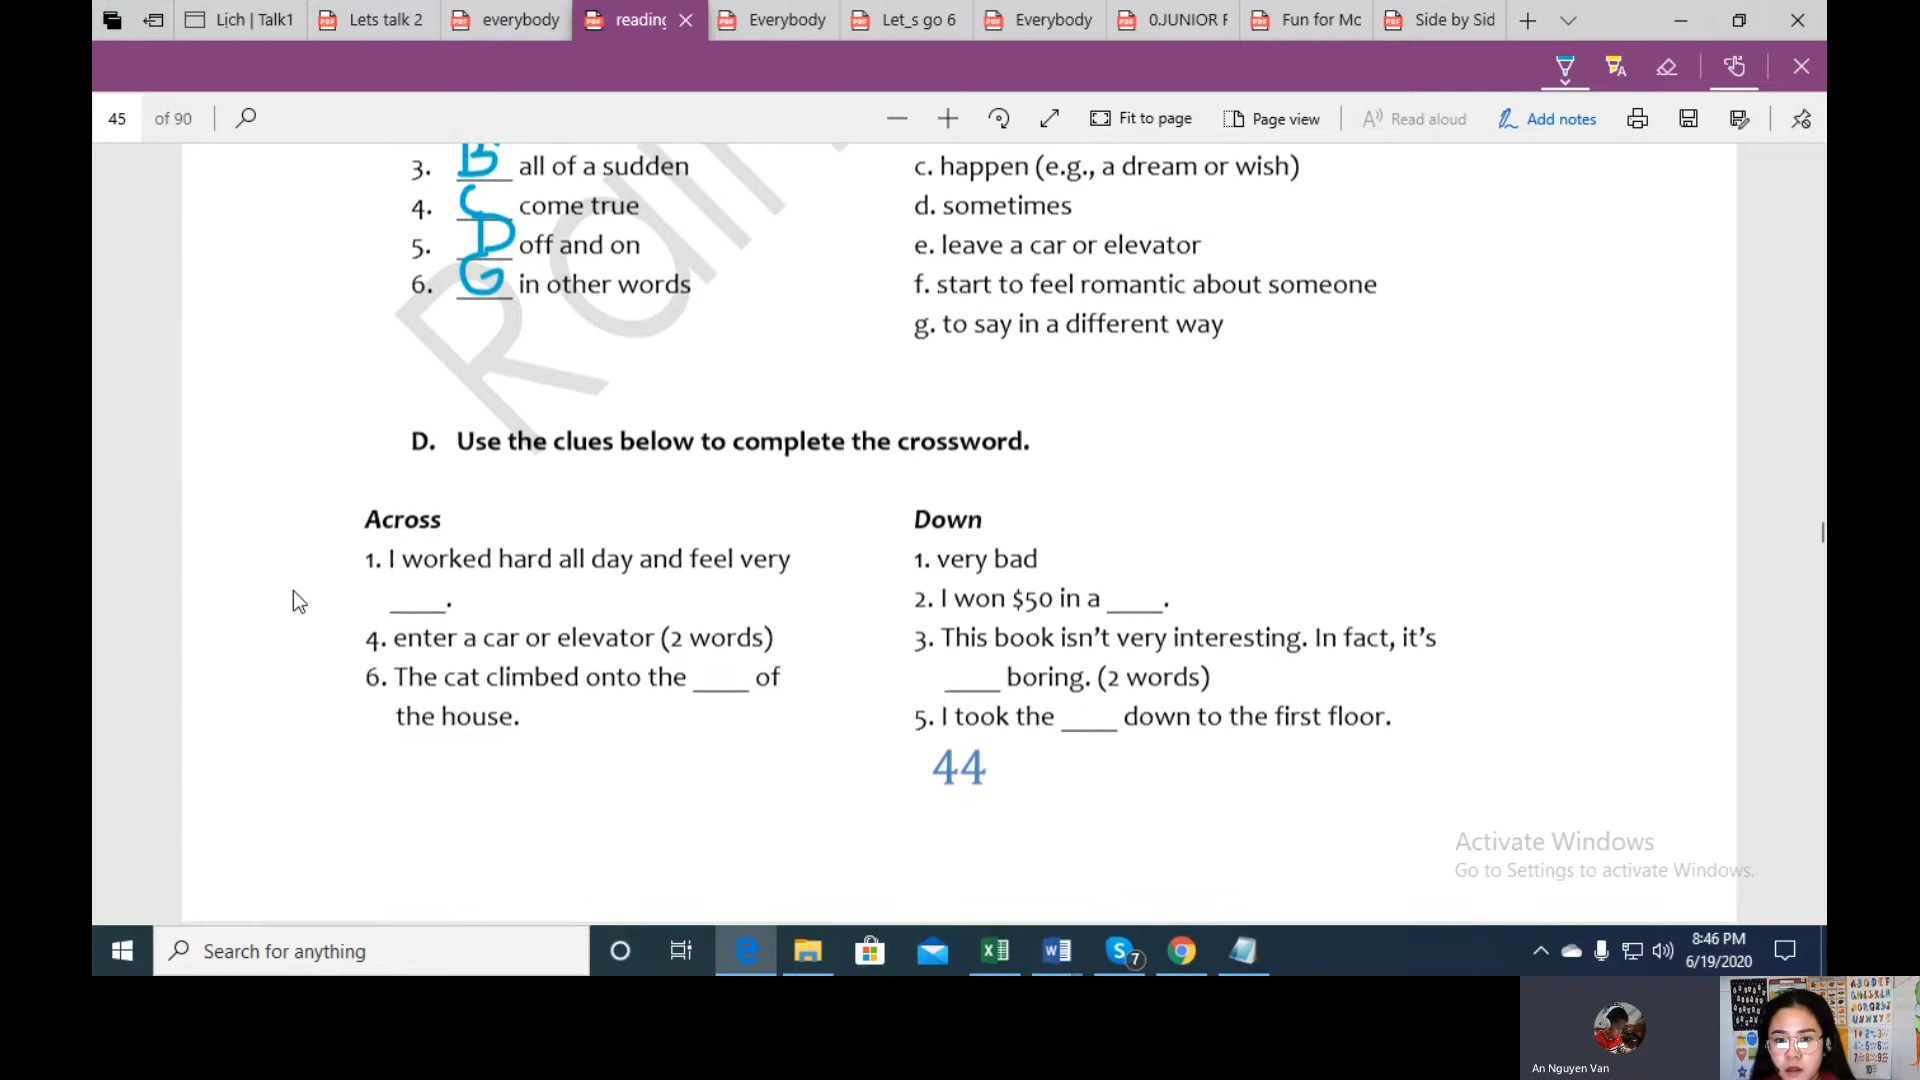 Lịch | Talk1
Lets talk 2
everybody
reading
Everybody
Let_s go 6
Everybody
0JUNIOR F
Fun for Mc
Side by Sid
45 of 90
Fit to page
Page view
Read aloud
Add notes
3. B all of a sudden
4. C come true
5. D off and on
6. G in other words
c. happen (e.g., a dream or wish)
d. sometimes
e. leave a car or elevator
f. start to feel romantic about someone
g. to say in a different way
D. Use the clues below to complete the crossword.
Across
1. I worked hard all day and feel very
____.
4. enter a car or elevator (2 words)
6. The cat climbed onto the ____ of
the house.
Down
1. very bad
2. I won $50 in a ____.
3. This book isn't very interesting. In fact, it's
____ boring. (2 words)
5. I took the ____ down to the first floor.
44
Activate Windows
Go to Settings to activate Windows.
Search for anything
7
8:46 PM
6/19/2020
An Nguyen Van